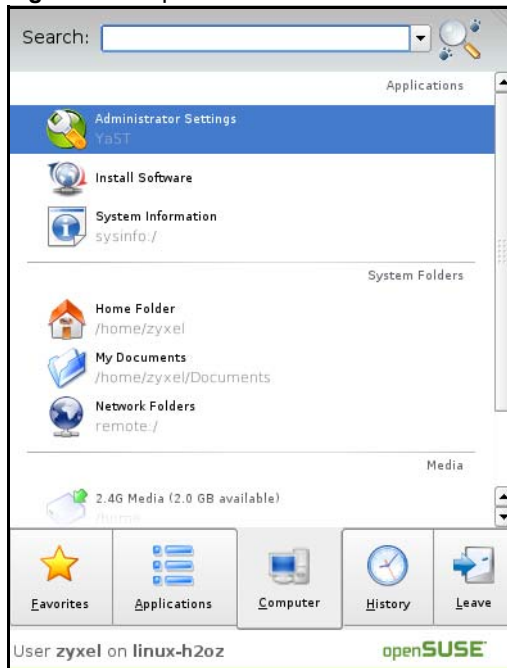 Search:
Applications
Administrator Settings
YaST
Install Software
System Information
sysinfo:/
System Folders
Home Folder
/home/zyxel
My Documents
/home/zyxel/Documents
Network Folders
remote:/
Media
2.4G Media (2.0 GB available)
/home
Favorites
Applications
Computer
History
Leave
User zyxel on linux-h2oz
openSUSE